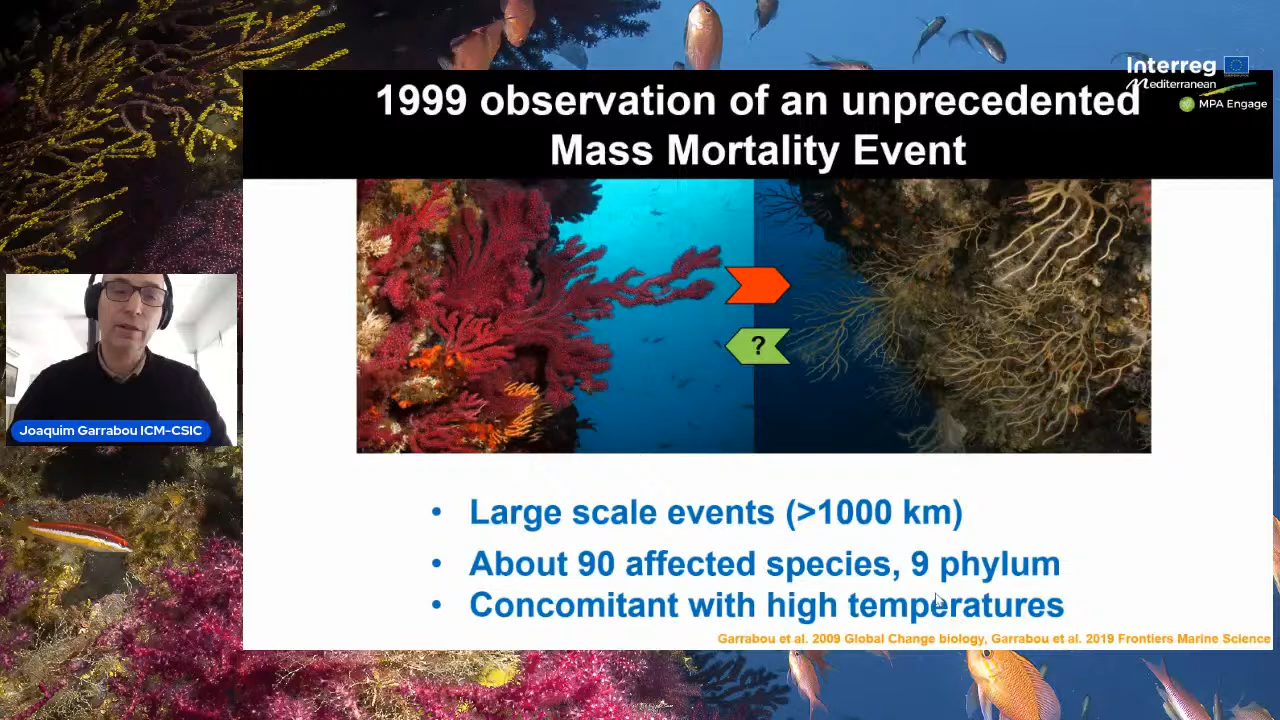 Interreg
Mediterranean
MPA Engage
1999 observation of an unprecedented
Mass Mortality Event
?
Joaquim Garrabou ICM-CSIC
• Large scale events (>1000 km)
• About 90 affected species, 9 phylum
• Concomitant with high temperatures
Garrabou et al. 2009 Global Change biology, Garrabou et al. 2019 Frontiers Marine Science